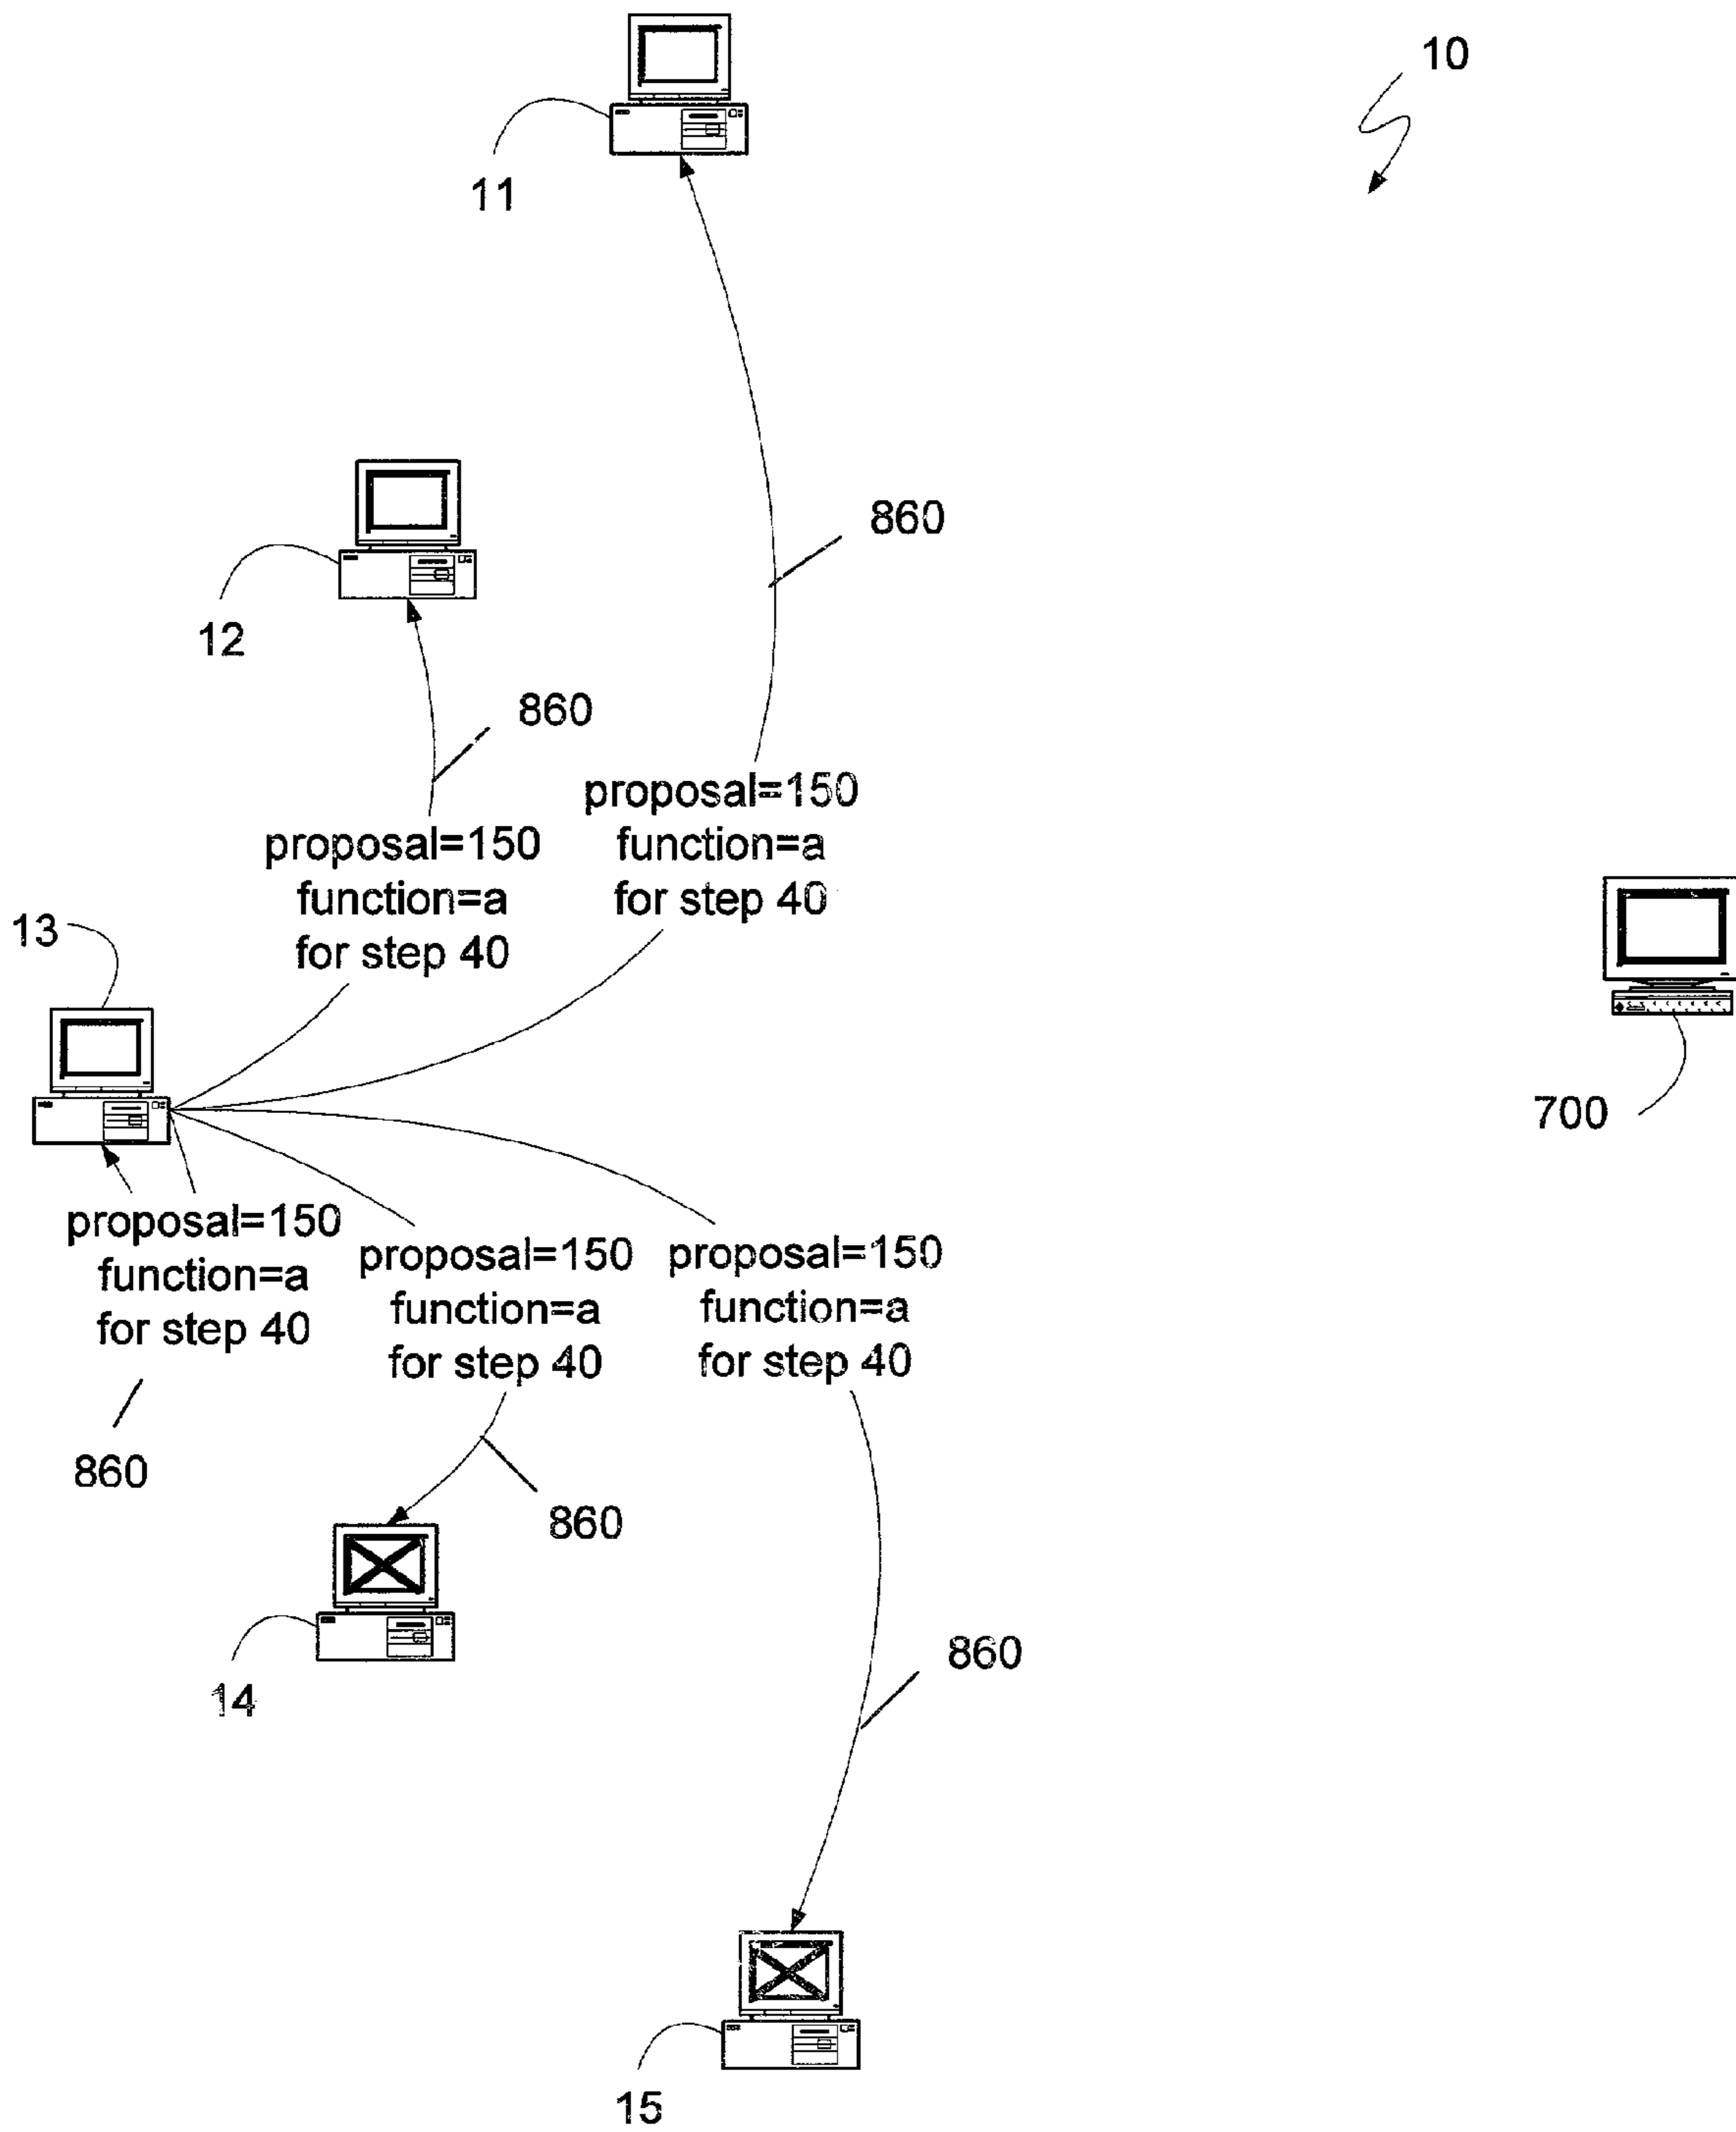 10
11
860
12
860
proposal=150
function=a
for step 40
proposal=150
function=a
for step 40
13
700
proposal=150
function=a
for step 40
proposal=150
function=a
for step 40
proposal=150
function=a
for step 40
860
860
14
860
15